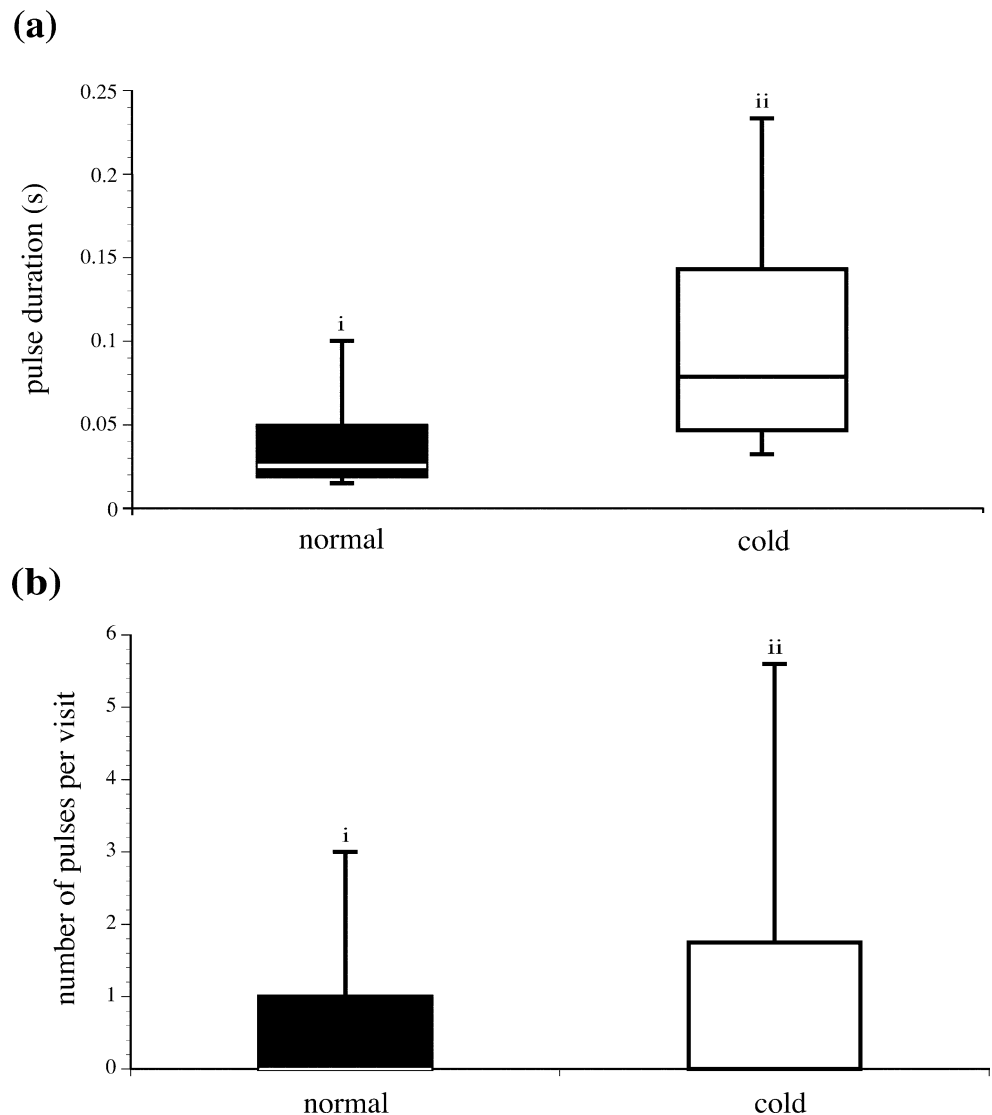 (a)
pulse duration (s)
0.25
0.2
0.15
0.1
0.05
0
i
ii
normal
cold
(b)
number of pulses per visit
6
5
4
3
2
1
0
i
ii
normal
cold